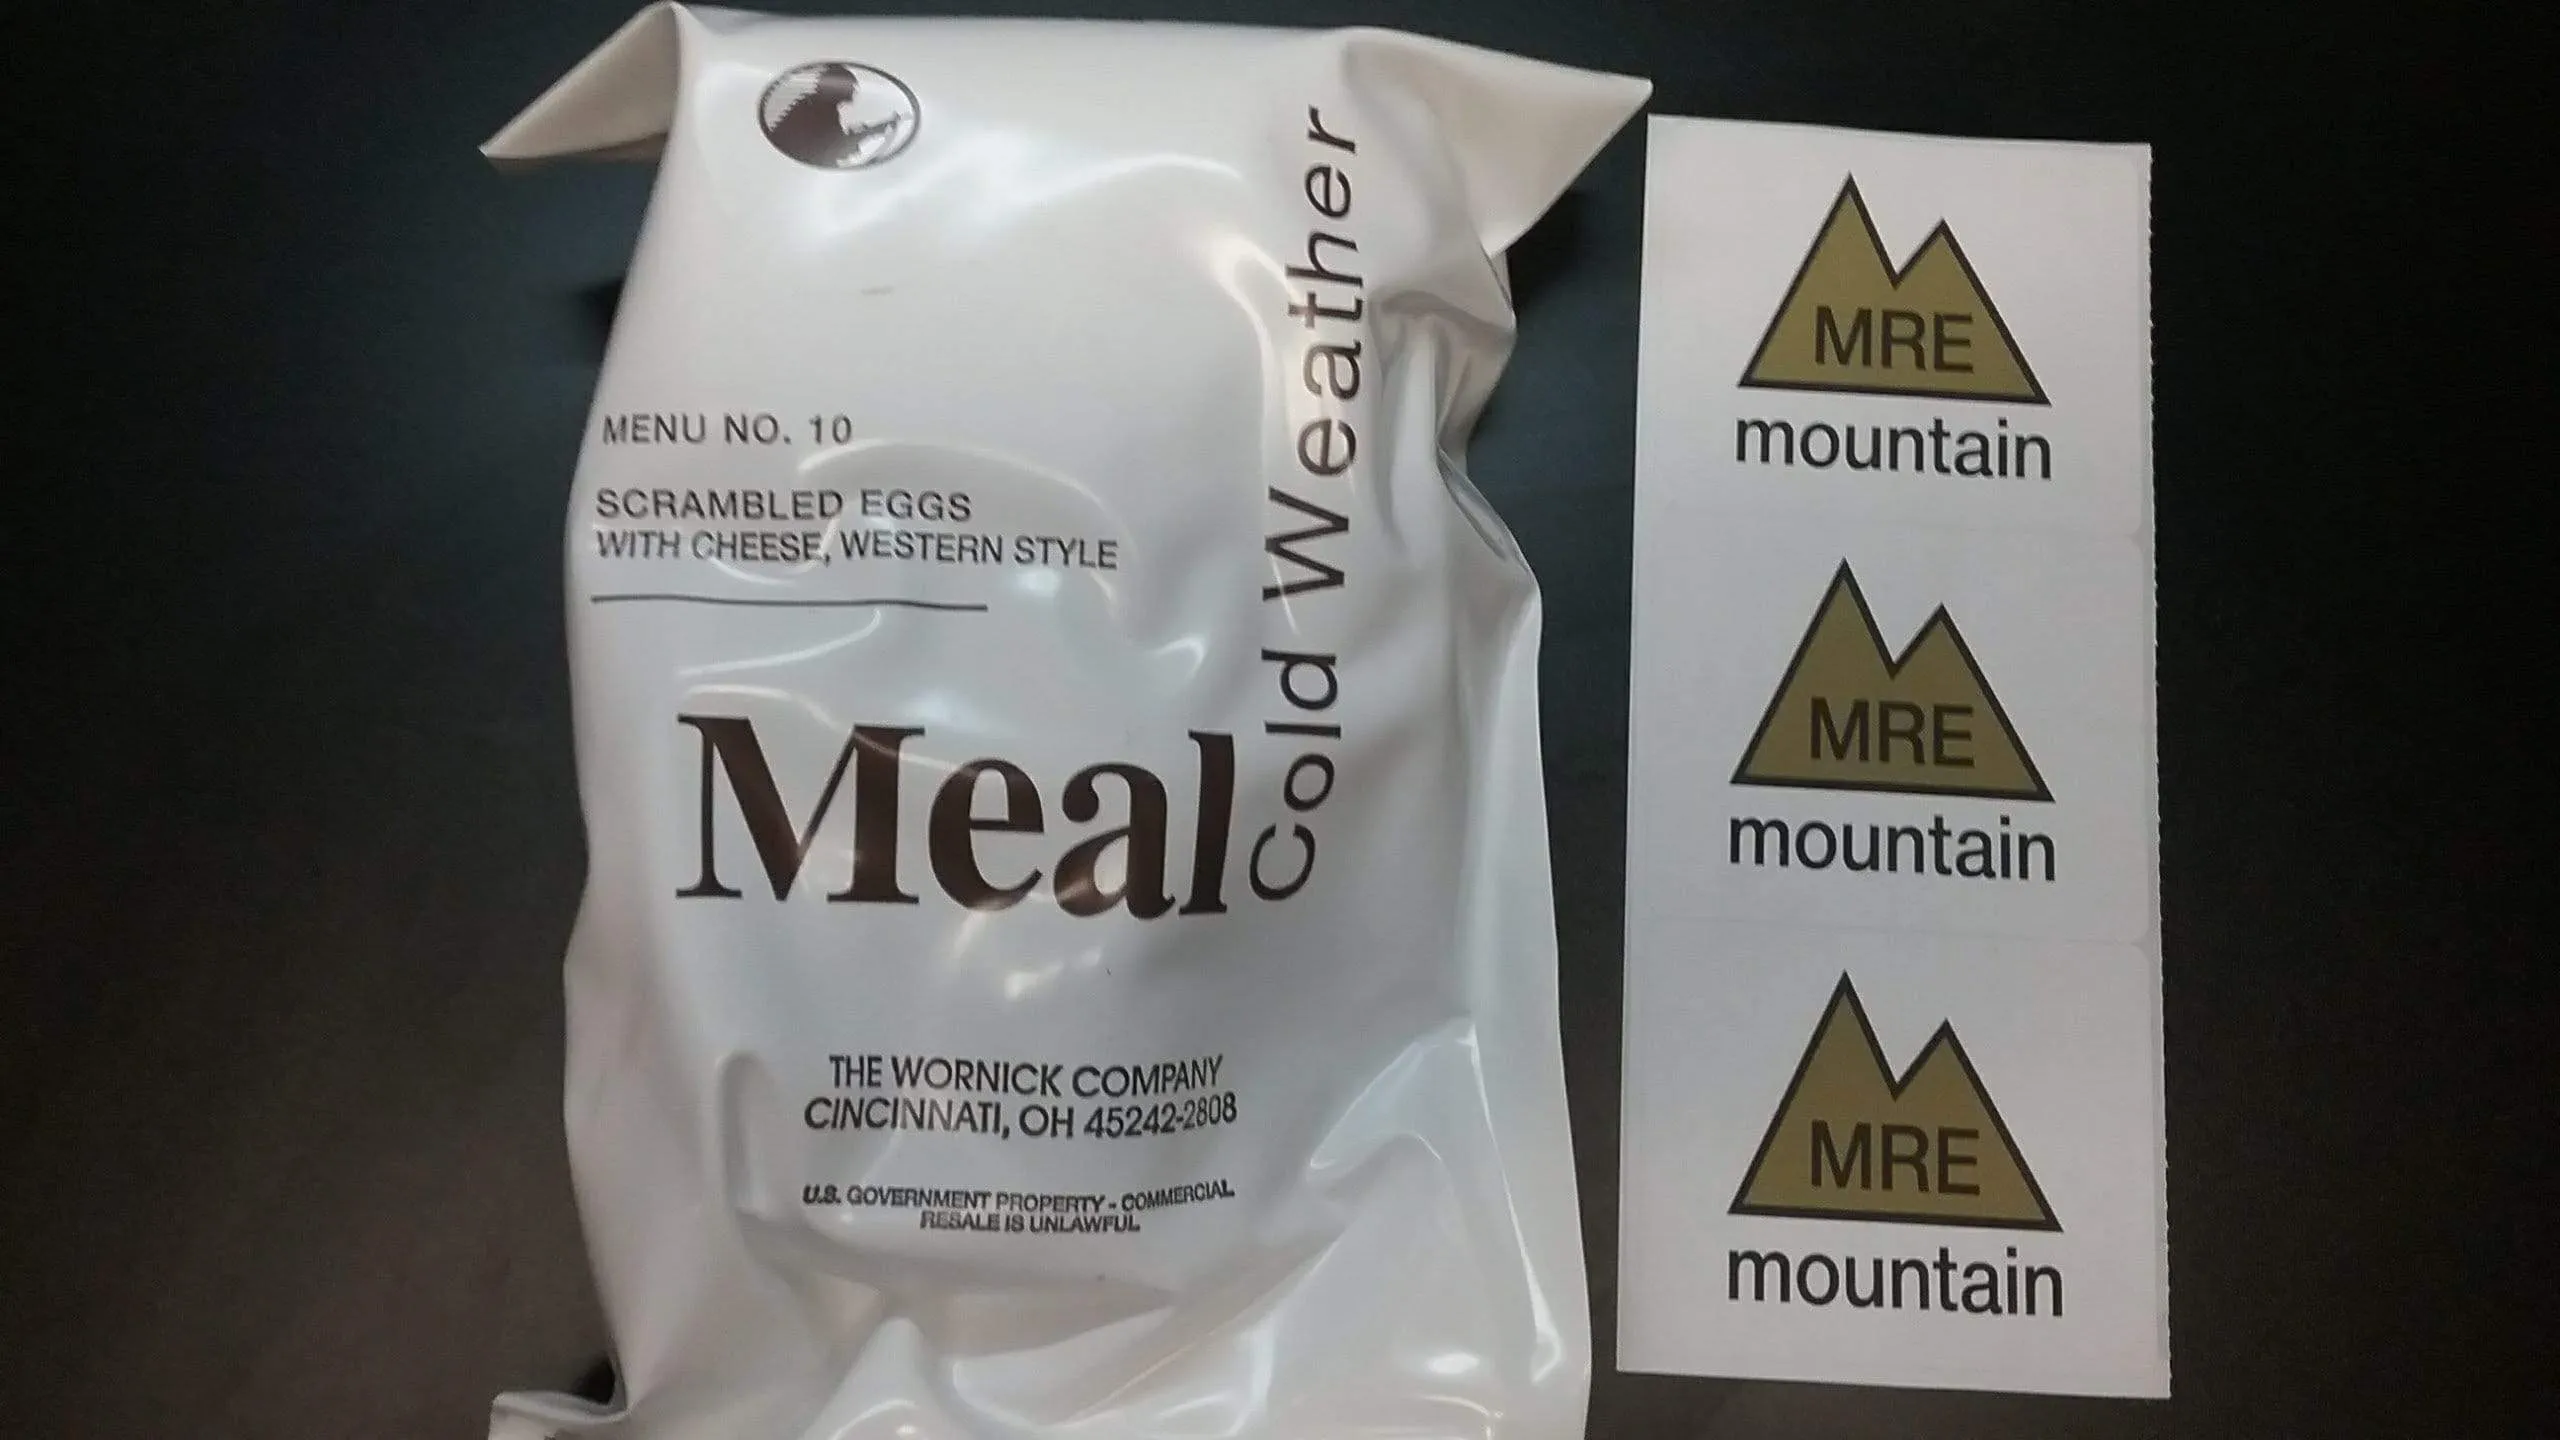 MENU NO. 10
SCRAMBLED EGGS
WITH CHEESE, WESTERN STYLE
Meal
Cold Weather
THE WORNICK COMPANY
CINCINNATI, OH 45242-2808
U.S. GOVERNMENT PROPERTY - COMMERCIAL
RESALE IS UNLAWFUL
MRE
mountain
MRE
mountain
MRE
mountain